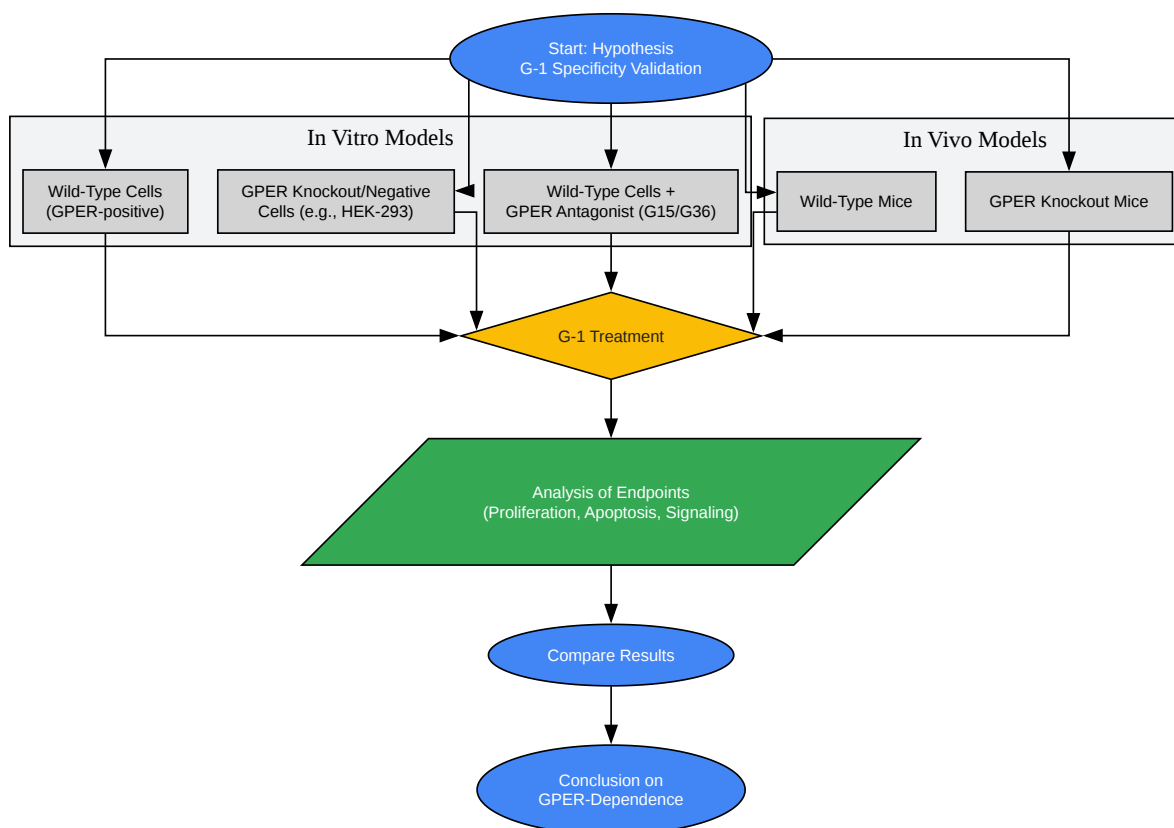 Start: Hypothesis
G-1 Specificity Validation
In Vitro Models
In Vivo Models
Wild-Type Cells
(GPER-positive)
GPER Knockout/Negative
Cells (e.g., HEK-293)
Wild-Type Cells +
GPER Antagonist (G15/G36)
Wild-Type Mice
GPER Knockout Mice
G-1 Treatment
Analysis of Endpoints
(Proliferation, Apoptosis, Signaling)
Compare Results
Conclusion on
GPER-Dependence